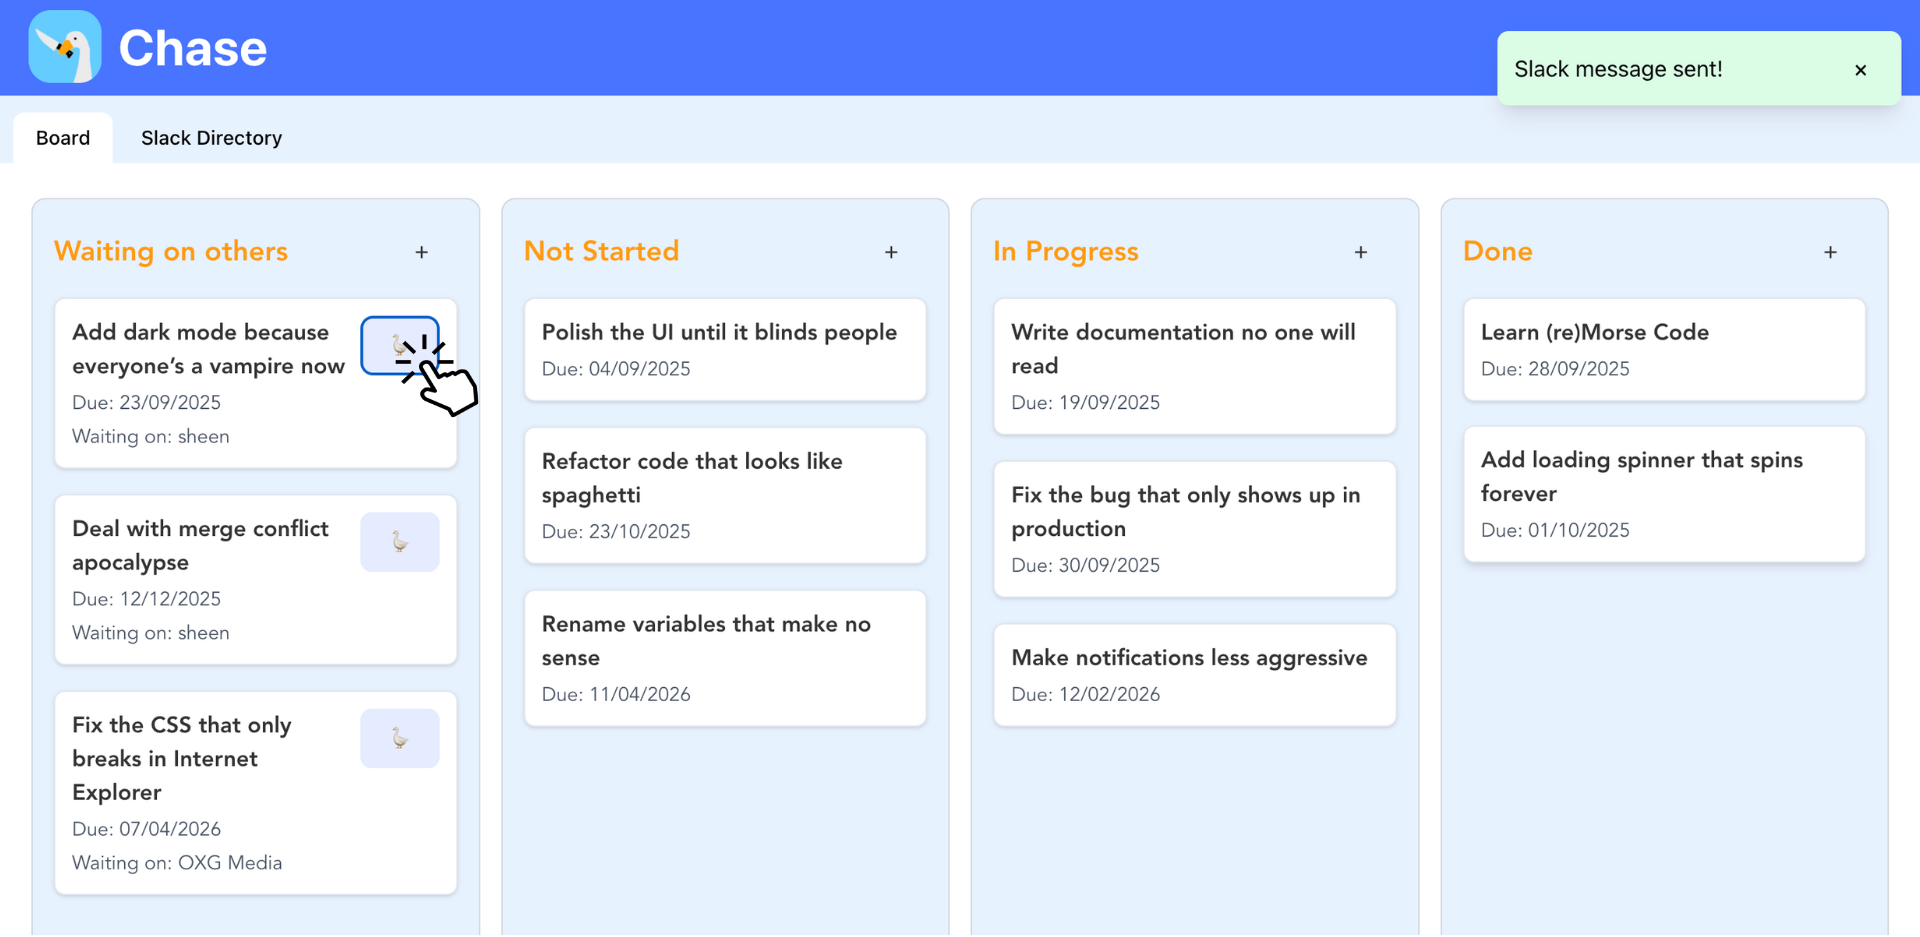 Chase
Slack message sent!
×
Board
Slack Directory
Waiting on others
+
Add dark mode because
everyone’s a vampire now
Due: 23/09/2025
Waiting on: sheen
Deal with merge conflict
apocalypse
Due: 12/12/2025
Waiting on: sheen
Fix the CSS that only
breaks in Internet
Explorer
Due: 07/04/2026
Waiting on: OXG Media
Not Started
+
Polish the UI until it blinds people
Due: 04/09/2025
Refactor code that looks like
spaghetti
Due: 23/10/2025
Rename variables that make no
sense
Due: 11/04/2026
In Progress
+
Write documentation no one will
read
Due: 19/09/2025
Fix the bug that only shows up in
production
Due: 30/09/2025
Make notifications less aggressive
Due: 12/02/2026
Done
+
Learn (re)Morse Code
Due: 28/09/2025
Add loading spinner that spins
forever
Due: 01/10/2025